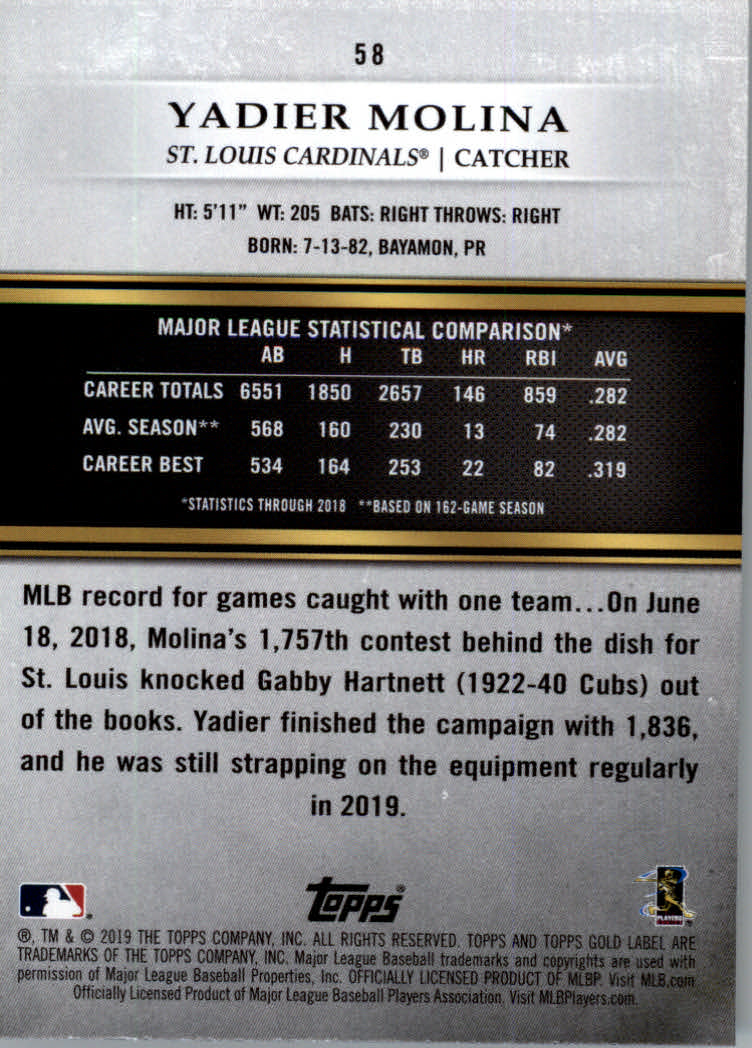 58
YADIER MOLINA
ST. LOUIS CARDINALS® | CATCHER
HT: 5'11" WT: 205 BATS: RIGHT THROWS: RIGHT
BORN: 7-13-82, BAYAMON, PR
MAJOR LEAGUE STATISTICAL COMPARISON*
AB H TB HR RBI AVG
CAREER TOTALS 6551 1850 2657 146 859 .282
AVG. SEASON** 568 160 230 13 74 .282
CAREER BEST 534 164 253 22 82 .319
*STATISTICS THROUGH 2018 **BASED ON 162-GAME SEASON
MLB record for games caught with one team...On June
18, 2018, Molina's 1,757th contest behind the dish for
St. Louis knocked Gabby Hartnett (1922-40 Cubs) out
of the books. Yadier finished the campaign with 1,836,
and he was still strapping on the equipment regularly
in 2019.
topps®
PLAYERS
®, TM & © 2019 THE TOPPS COMPANY, INC. ALL RIGHTS RESERVED. TOPPS AND TOPPS GOLD LABEL ARE
TRADEMARKS OF THE TOPPS COMPANY, INC. Major League Baseball trademarks and copyrights are used with
permission of Major League Baseball Properties, Inc. OFFICIALLY LICENSED PRODUCT OF MLBP. Visit MLB.com
Officially Licensed Product of Major League Baseball Players Association. Visit MLBPlayers.com.